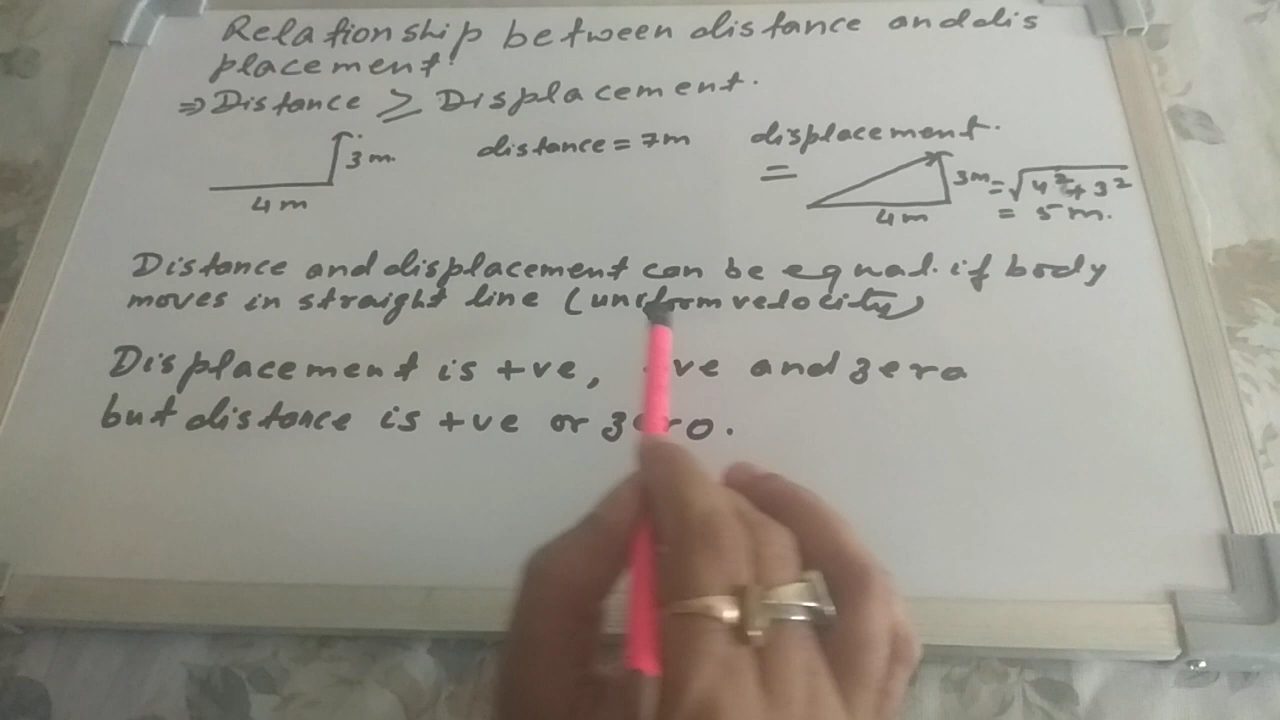 Relationship between distance and dis
placement!
⇒ Distance ≥ Displacement.
3m. distance = 7m displacement.
4m
= 3m = √4²+3²
4m = 5m.
Distance and displacement can be equal. if body
moves in straight line (uniform velocity)
Displacement is +ve, ve and zero
but distance is +ve or zero.